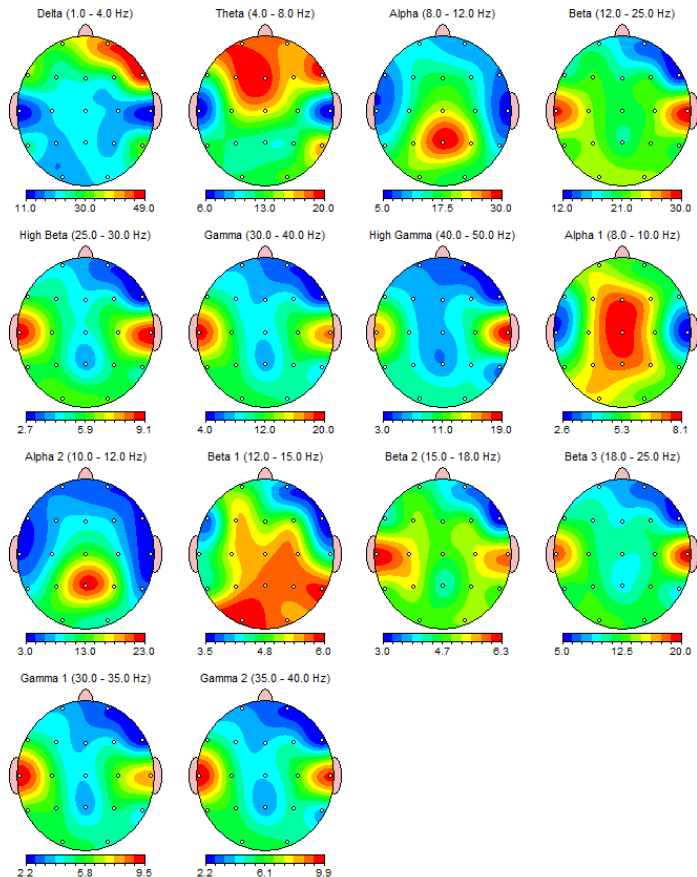 Delta (1.0 - 4.0 Hz) Theta (4.0 - 8.0 Hz) Alpha (8.0 - 12.0 Hz) Beta (12.0 - 25.0 Hz)
11.0 30.0 49.0 6.0 13.0 20.0 5.0 17.5 30.0 12.0 21.0 30.0
High Beta (25.0 - 30.0 Hz) Gamma (30.0 - 40.0 Hz) High Gamma (40.0 - 50.0 Hz) Alpha 1 (8.0 - 10.0 Hz)
2.7 5.9 9.1 4.0 12.0 20.0 3.0 11.0 19.0 2.6 5.3 8.1
Alpha 2 (10.0 - 12.0 Hz) Beta 1 (12.0 - 15.0 Hz) Beta 2 (15.0 - 18.0 Hz) Beta 3 (18.0 - 25.0 Hz)
3.0 13.0 23.0 3.5 4.8 6.0 3.0 4.7 6.3 5.0 12.5 20.0
Gamma 1 (30.0 - 35.0 Hz) Gamma 2 (35.0 - 40.0 Hz)
2.2 5.8 9.5 2.2 6.1 9.9